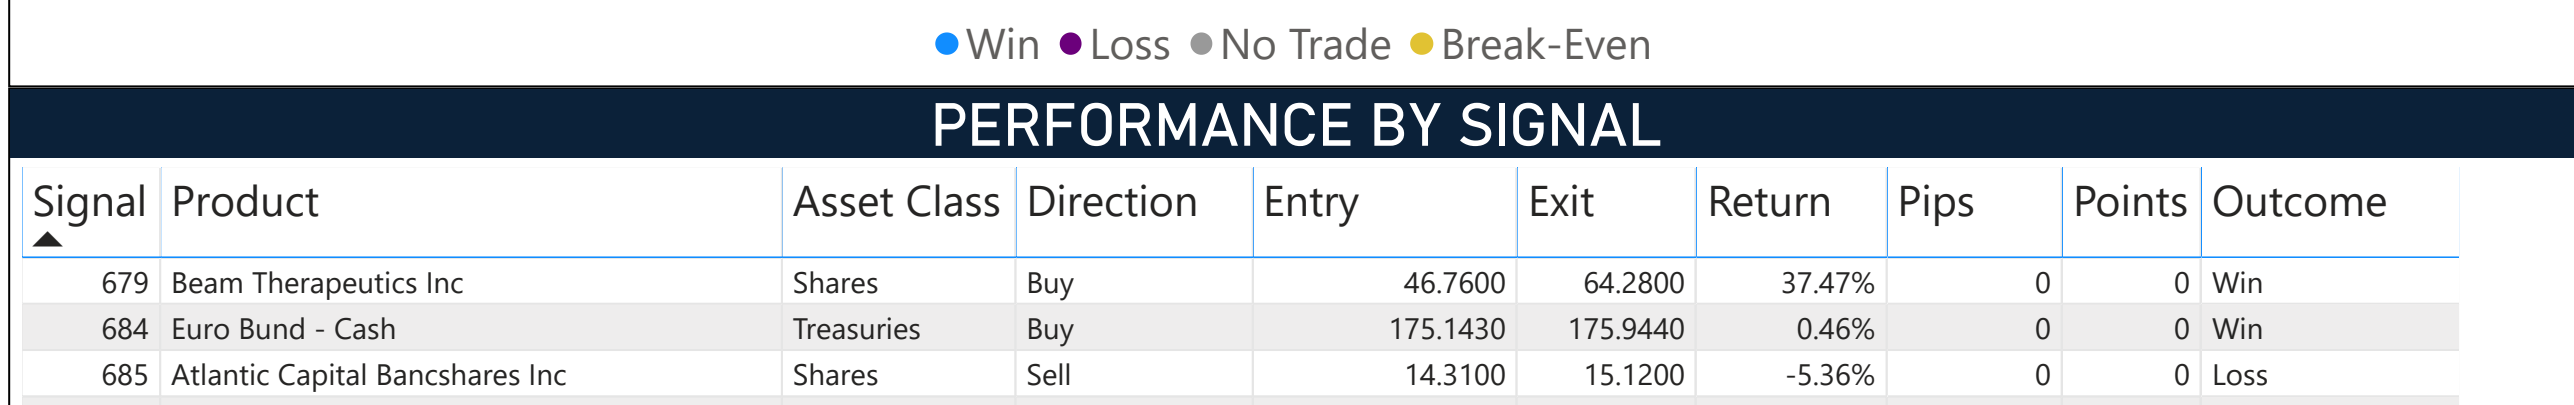 Win Loss No Trade Break-Even
PERFORMANCE BY SIGNAL
Signal Product Asset Class Direction Entry Exit Return Pips Points Outcome
679 Beam Therapeutics Inc Shares Buy 46.7600 64.2800 37.47% 0 0 Win
684 Euro Bund - Cash Treasuries Buy 175.1430 175.9440 0.46% 0 0 Win
685 Atlantic Capital Bancshares Inc Shares Sell 14.3100 15.1200 -5.36% 0 0 Loss